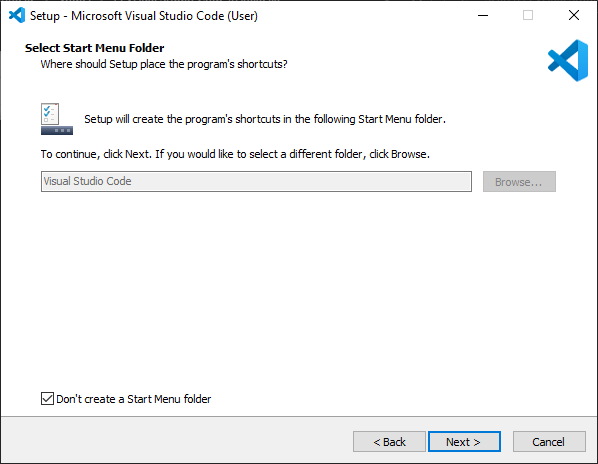 Setup - Microsoft Visual Studio Code (User)
Select Start Menu Folder
Where should Setup place the program's shortcuts?
Setup will create the program's shortcuts in the following Start Menu folder.
To continue, click Next. If you would like to select a different folder, click Browse.
Visual Studio Code
Browse...
Don't create a Start Menu folder
< Back
Next >
Cancel